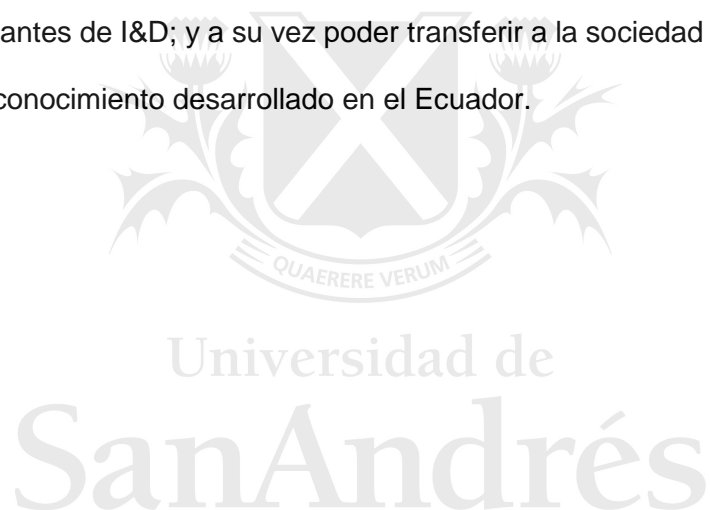 antes de I&D; y a su vez poder transferir a la sociedad
conocimiento desarrollado en el Ecuador.
QUAERERE VERUM
Universidad de
SanAndrés